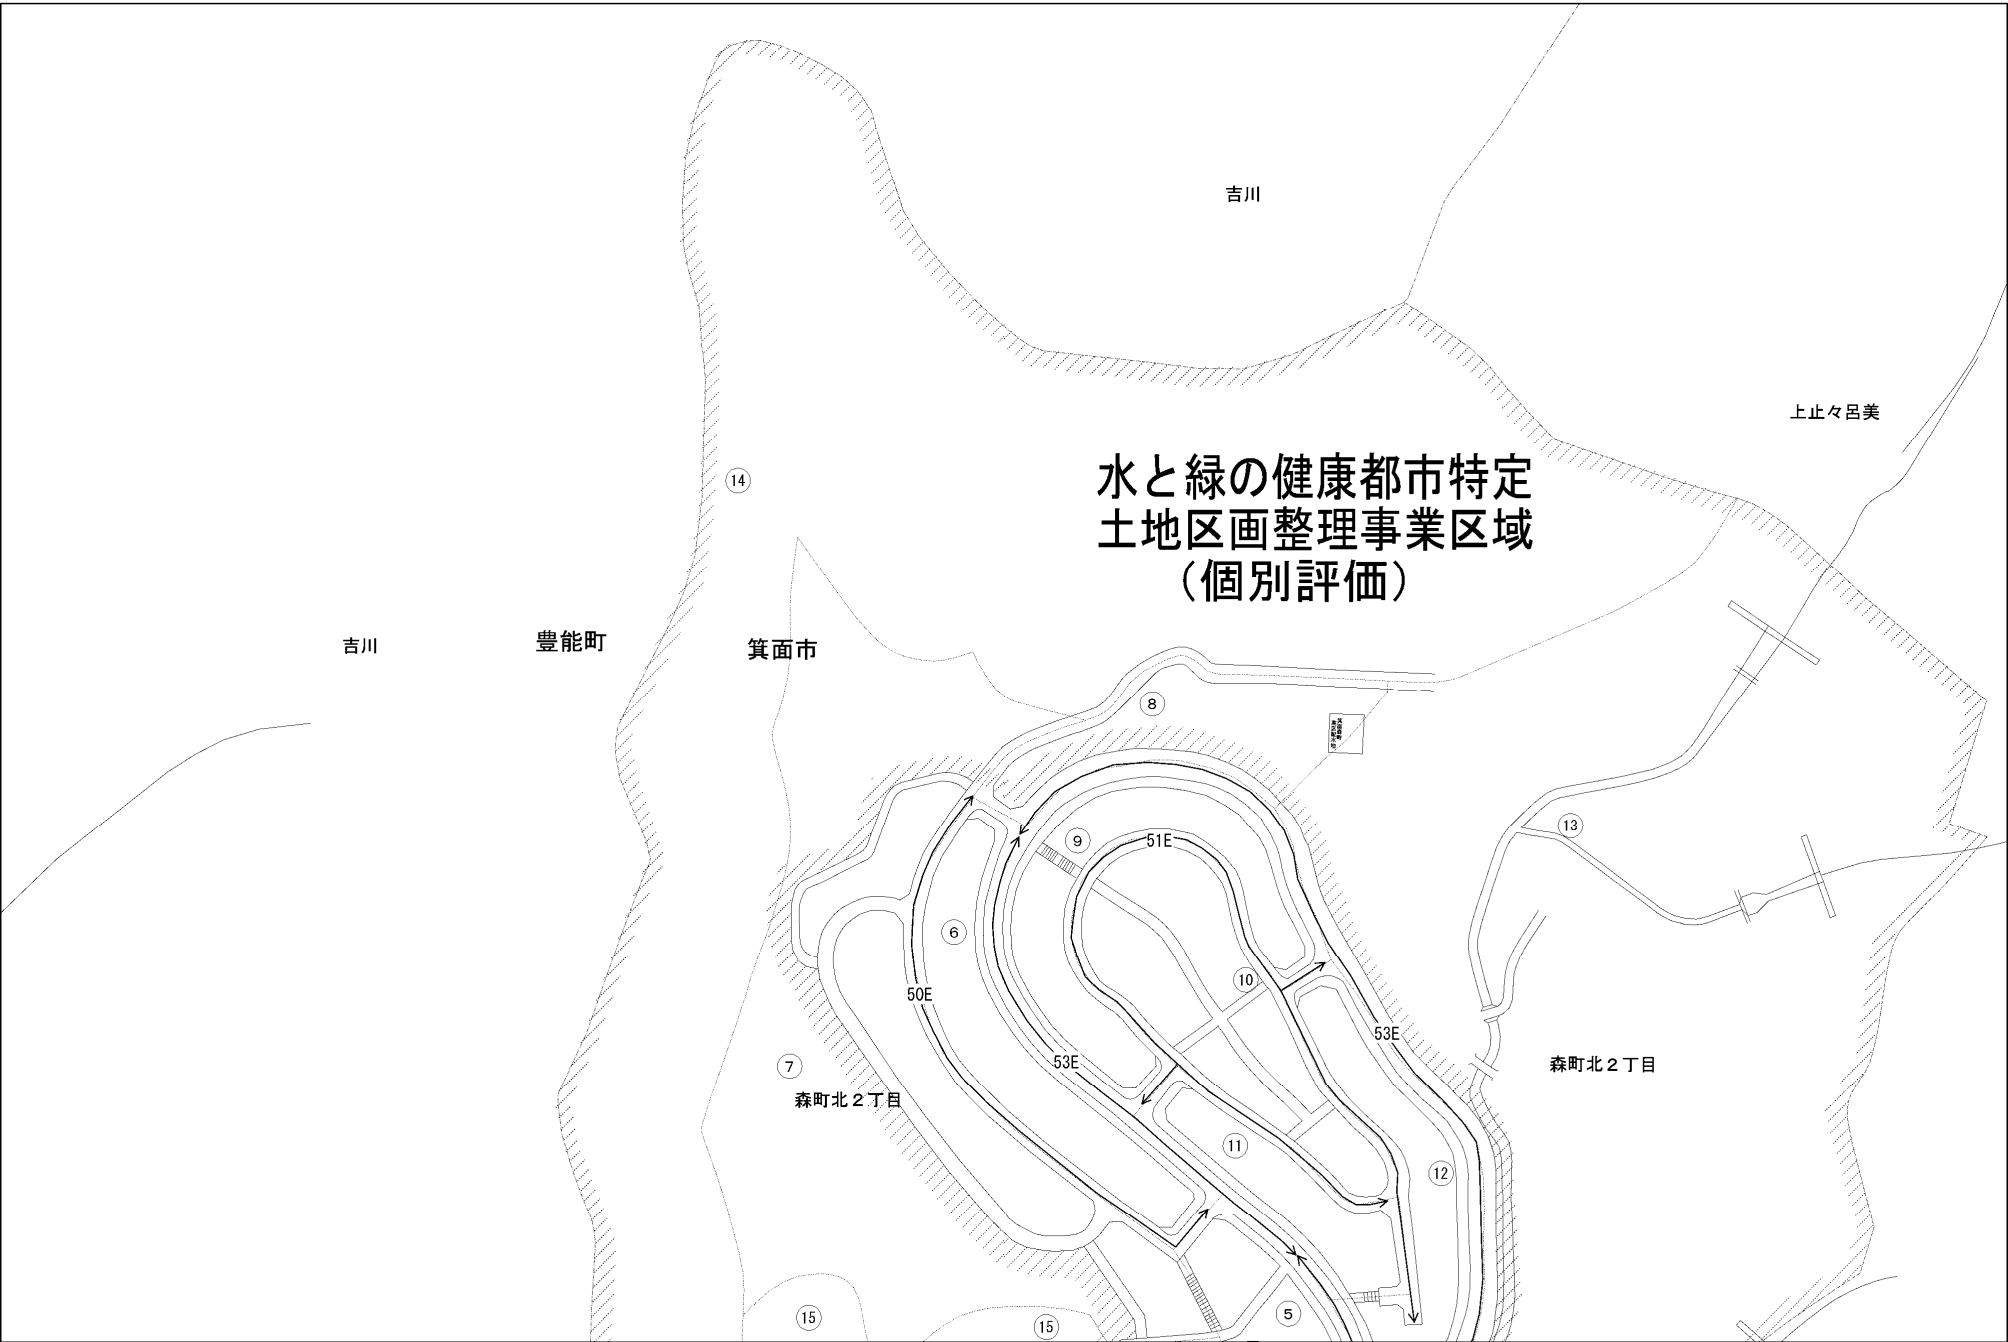 吉川
上止々呂美
水と緑の健康都市特定
土地区画整理事業区域
（個別評価）
⑭
吉川
豊能町
箕面市
⑧
⑬
⑨
51E
⑥
⑩
50E
53E
53E
⑦
森町北２丁目
森町北２丁目
⑪
⑫
⑤
⑮
⑮